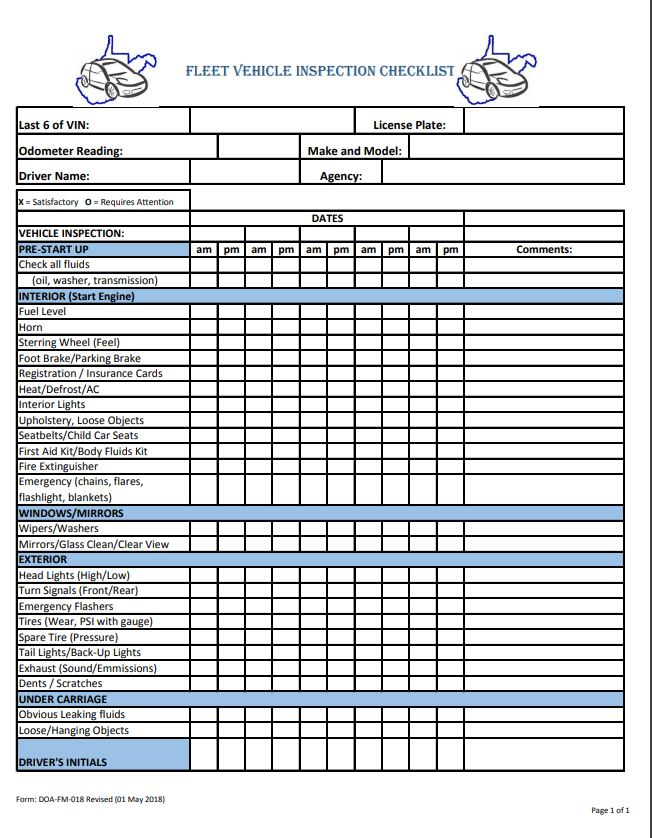 FLEET VEHICLE INSPECTION CHECKLIST
Last 6 of VIN: License Plate:
Odometer Reading: Make and Model:
Driver Name: Agency:
X = Satisfactory O = Requires Attention
DATES
VEHICLE INSPECTION:
PRE-START UP am pm am pm am pm am pm am pm Comments:
Check all fluids
(oil, washer, transmission)
INTERIOR (Start Engine)
Fuel Level
Horn
Sterring Wheel (Feel)
Foot Brake/Parking Brake
Registration / Insurance Cards
Heat/Defrost/AC
Interior Lights
Upholstery, Loose Objects
Seatbelts/Child Car Seats
First Aid Kit/Body Fluids Kit
Fire Extinguisher
Emergency (chains, flares,
flashlight, blankets)
WINDOWS/MIRRORS
Wipers/Washers
Mirrors/Glass Clean/Clear View
EXTERIOR
Head Lights (High/Low)
Turn Signals (Front/Rear)
Emergency Flashers
Tires (Wear, PSI with gauge)
Spare Tire (Pressure)
Tail Lights/Back-Up Lights
Exhaust (Sound/Emmissions)
Dents / Scratches
UNDER CARRIAGE
Obvious Leaking fluids
Loose/Hanging Objects
DRIVER'S INITIALS
Form: DOA-FM-018 Revised (01 May 2018)
Page 1 of 1